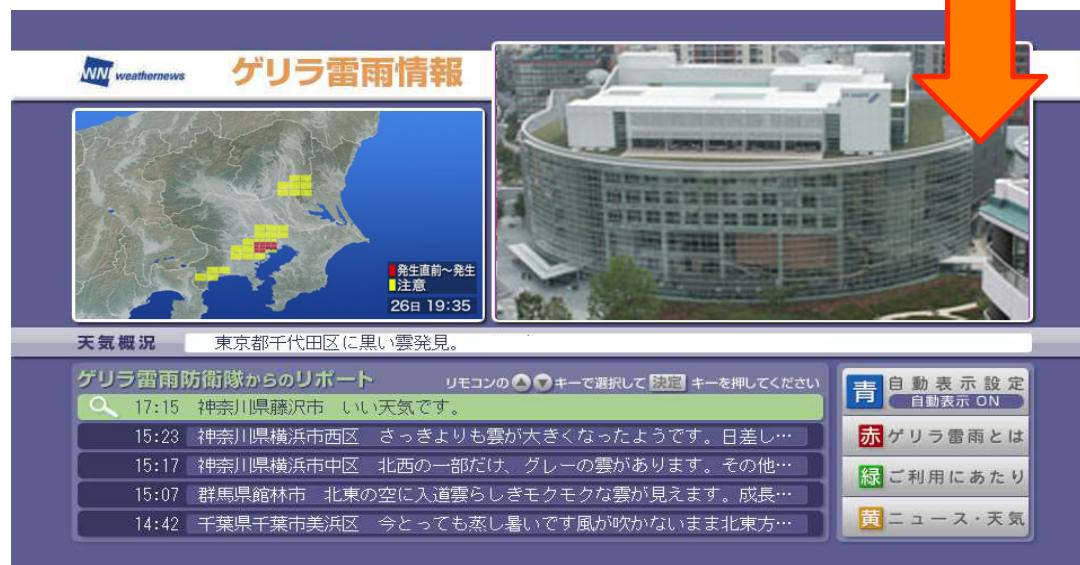 WNI weathernews
ゲリラ雷雨情報
発生直前~発生
注意
26日 19:35
天気概況
東京都千代田区に黒い雲発見。
ゲリラ雷雨防衛隊からのリポート
リモコンの▲▼キーで選択して 決定 キーを押してください
17:15 神奈川県藤沢市 いい天気です。
15:23 神奈川県横浜市西区 さっきよりも雲が大きくなったようです。日差し…
15:17 神奈川県横浜市中区 北西の一部だけ、グレーの雲があります。その他…
15:07 群馬県館林市 北東の空に入道雲らしきモクモクな雲が見えます。成長…
14:42 千葉県千葉市美浜区 今とっても蒸し暑いです風が吹かないまま北東方…
青 自動表示設定
自動表示 ON
赤 ゲリラ雷雨とは
緑 ご利用にあたり
黄 ニュース・天気